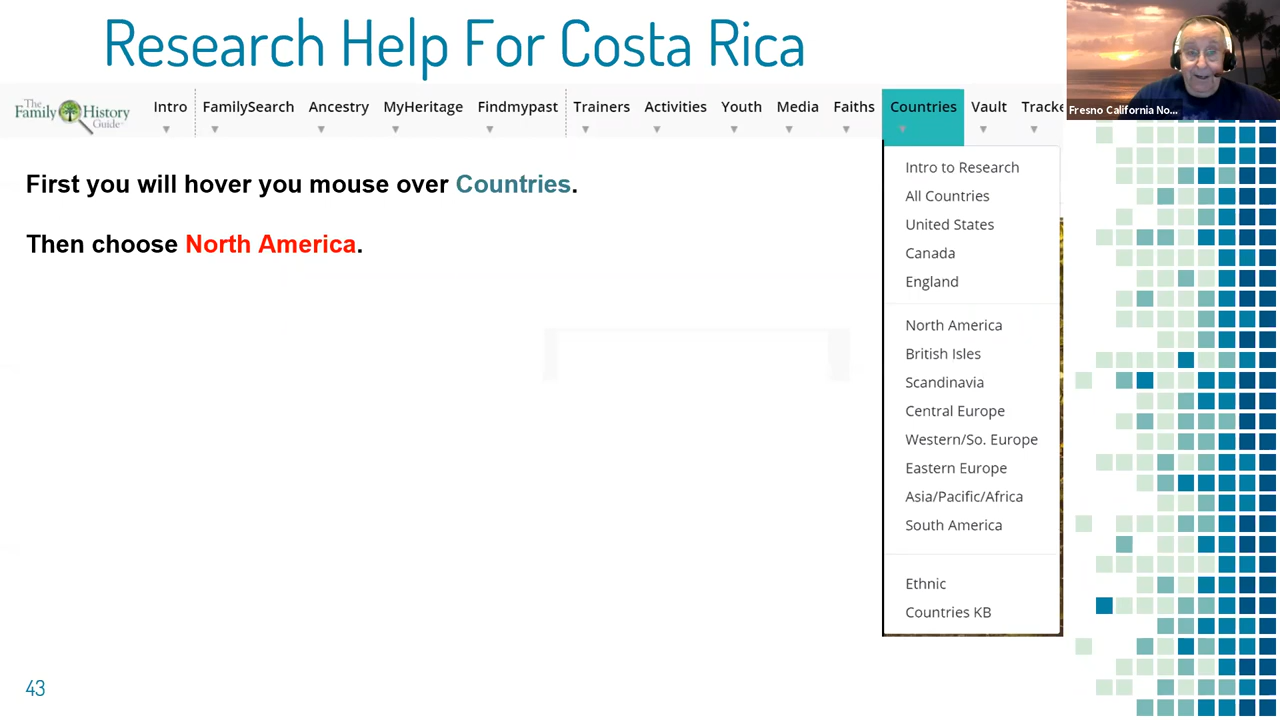 Research Help For Costa Rica
The Family History Guide
Intro FamilySearch Ancestry MyHeritage Findmypast Trainers Activities Youth Media Faiths Countries Vault Tracke
Fresno California No...
First you will hover you mouse over Countries.
Then choose North America.
Intro to Research
All Countries
United States
Canada
England
North America
British Isles
Scandinavia
Central Europe
Western/So. Europe
Eastern Europe
Asia/Pacific/Africa
South America
Ethnic
Countries KB
43